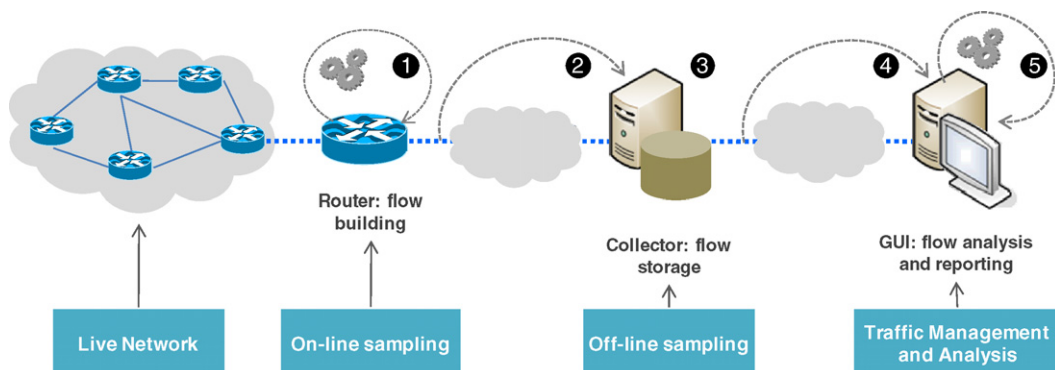 1
2
3
4
5
Router: flow
building
Collector: flow
storage
GUI: flow analysis
and reporting
Live Network
On-line sampling
Off-line sampling
Traffic Management
and Analysis